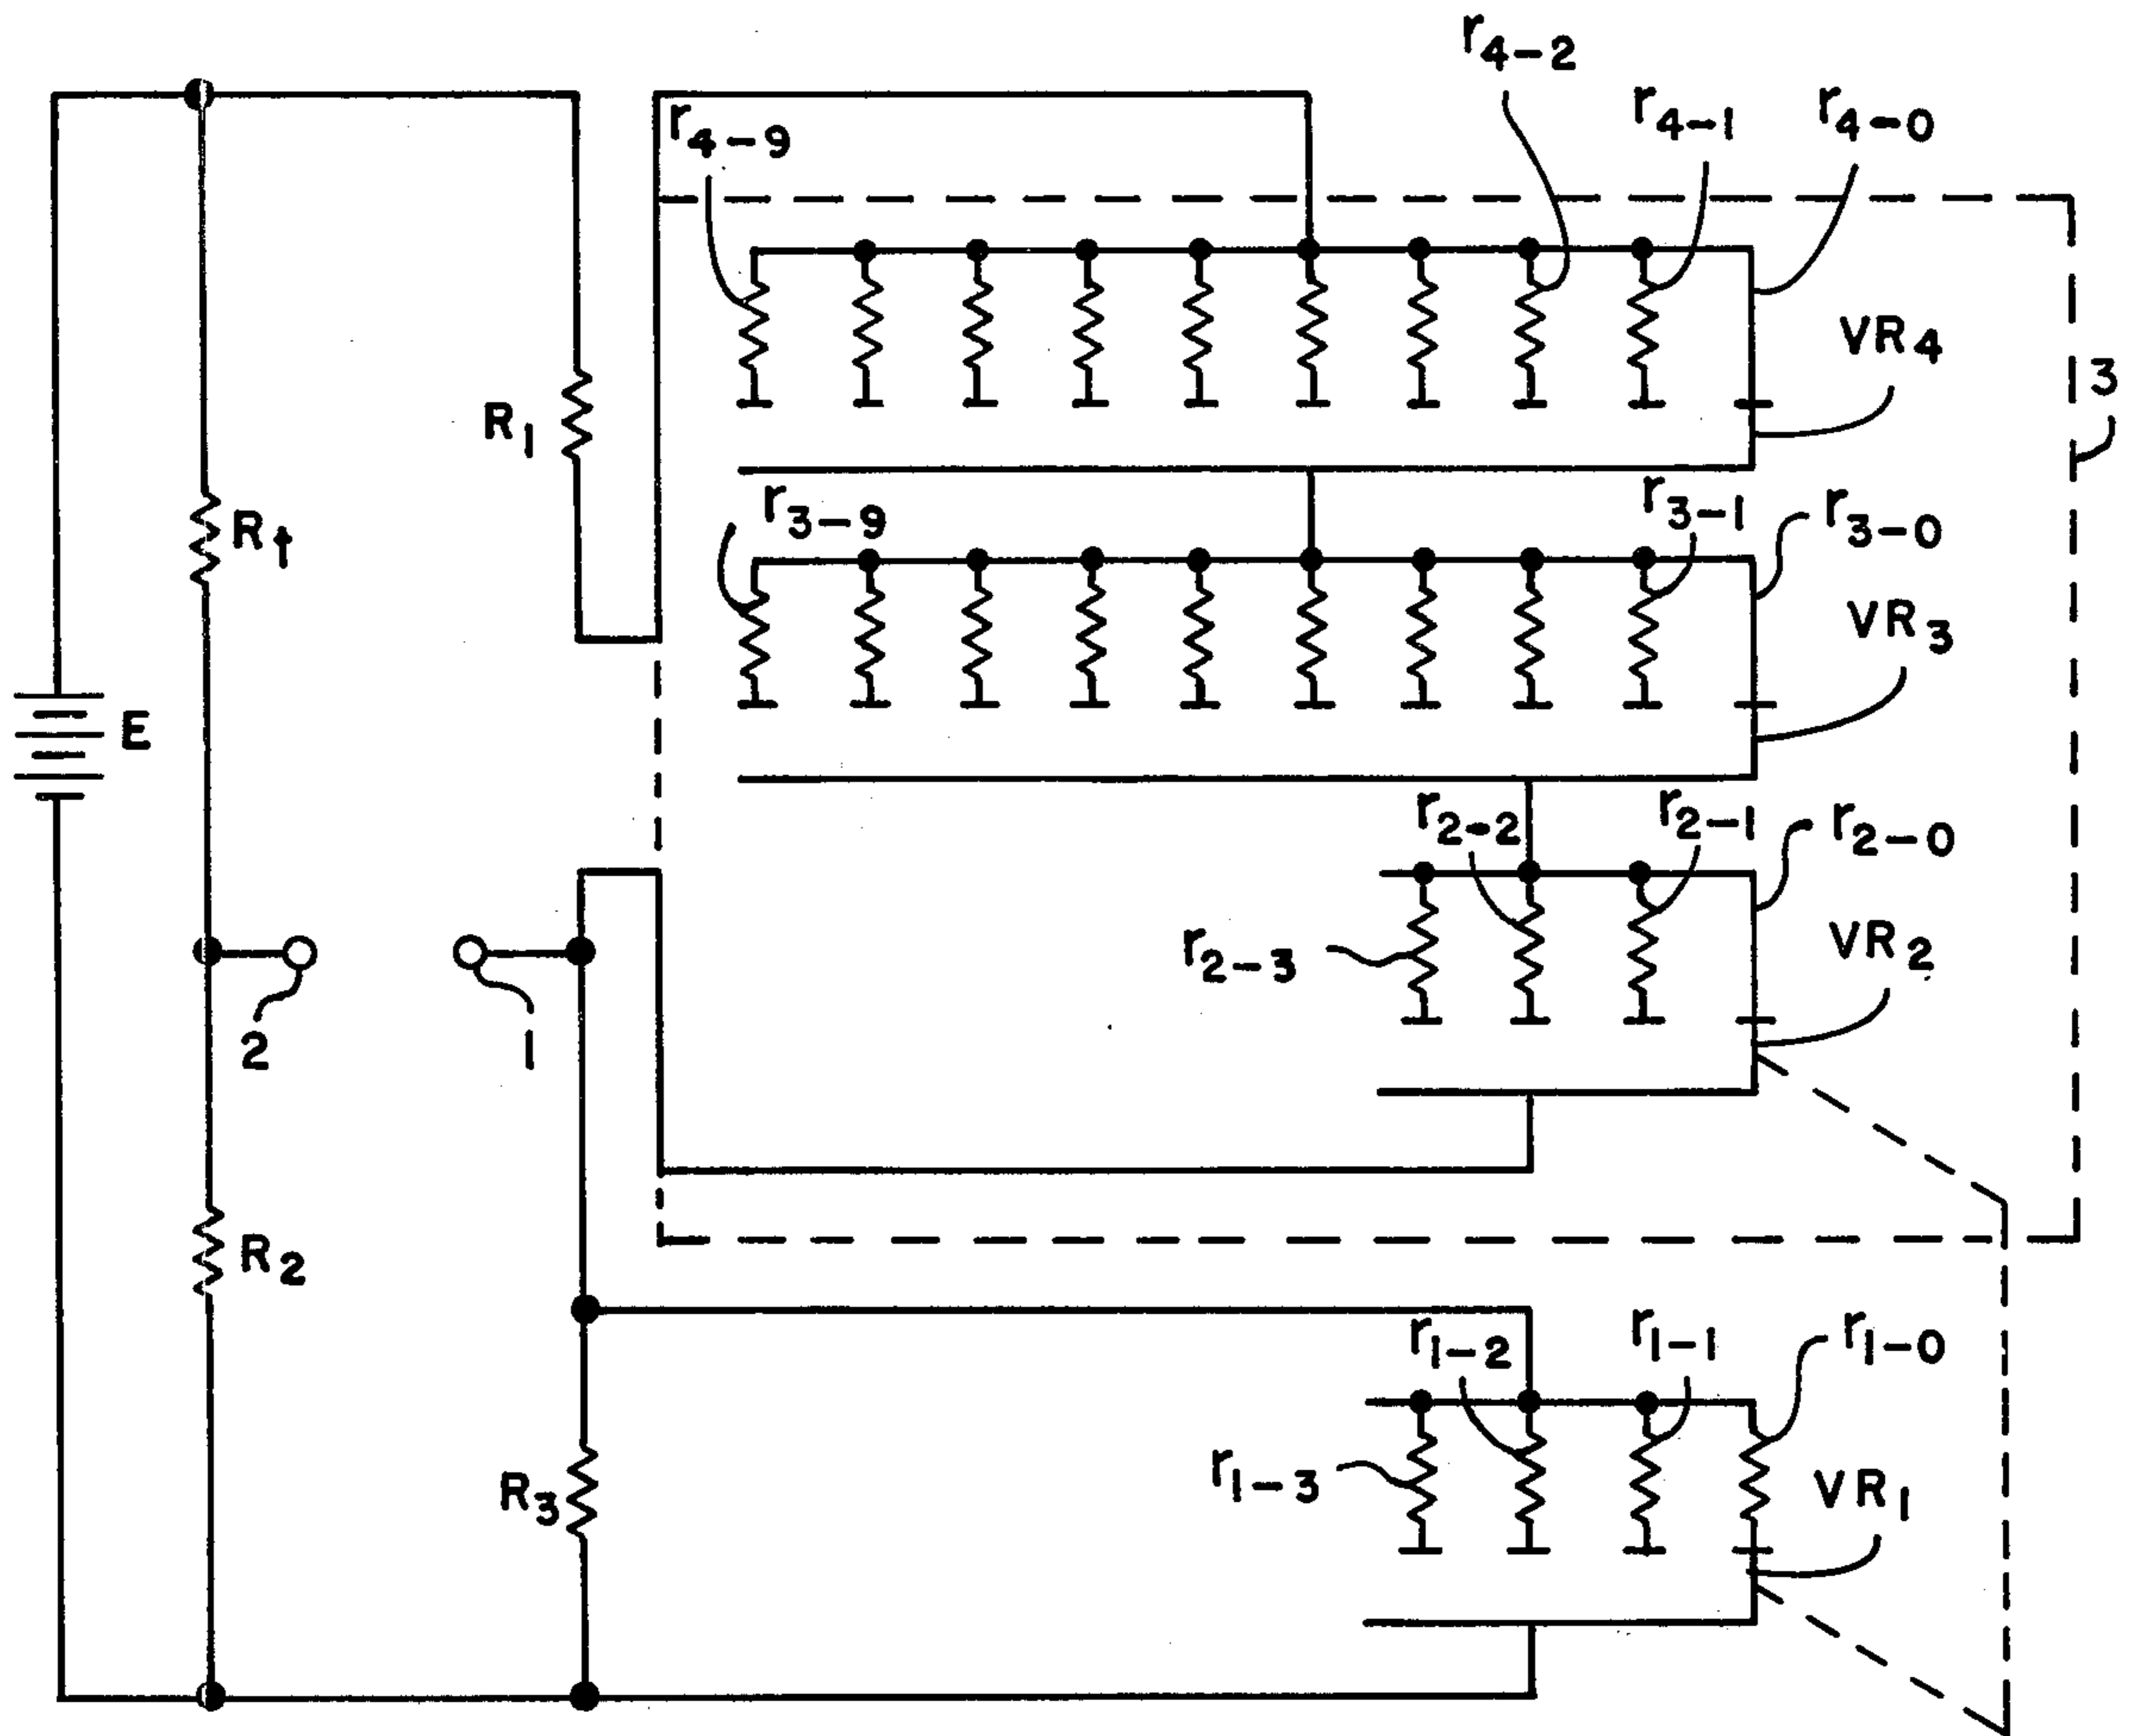 r4-2
r4-1
r4-0
r4-9
VR4
3
R1
r3-9
r3-1
r3-0
Rt
VR3
E
r2-2
r2-1
r2-0
r2-3
VR2
2
1
R2
r1-2
r1-1
r1-0
r1-3
R3
VR1